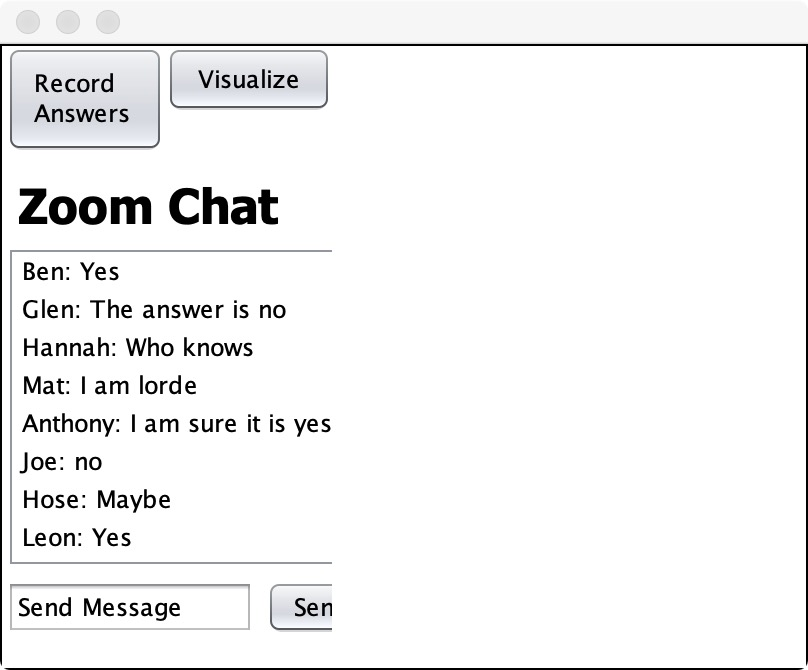 Record
Answers
Visualize
Zoom Chat
Ben: Yes
Glen: The answer is no
Hannah: Who knows
Mat: I am lorde
Anthony: I am sure it is yes
Joe: no
Hose: Maybe
Leon: Yes
Send Message
Sen